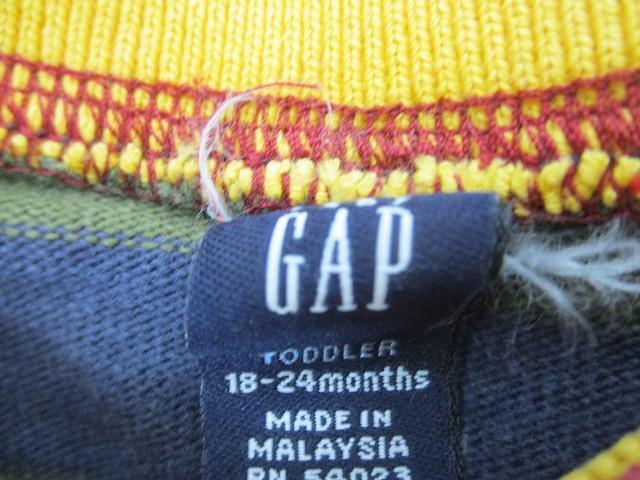 GAP
TODDLER
18-24months
MADE IN
MALAYSIA
RN 54023